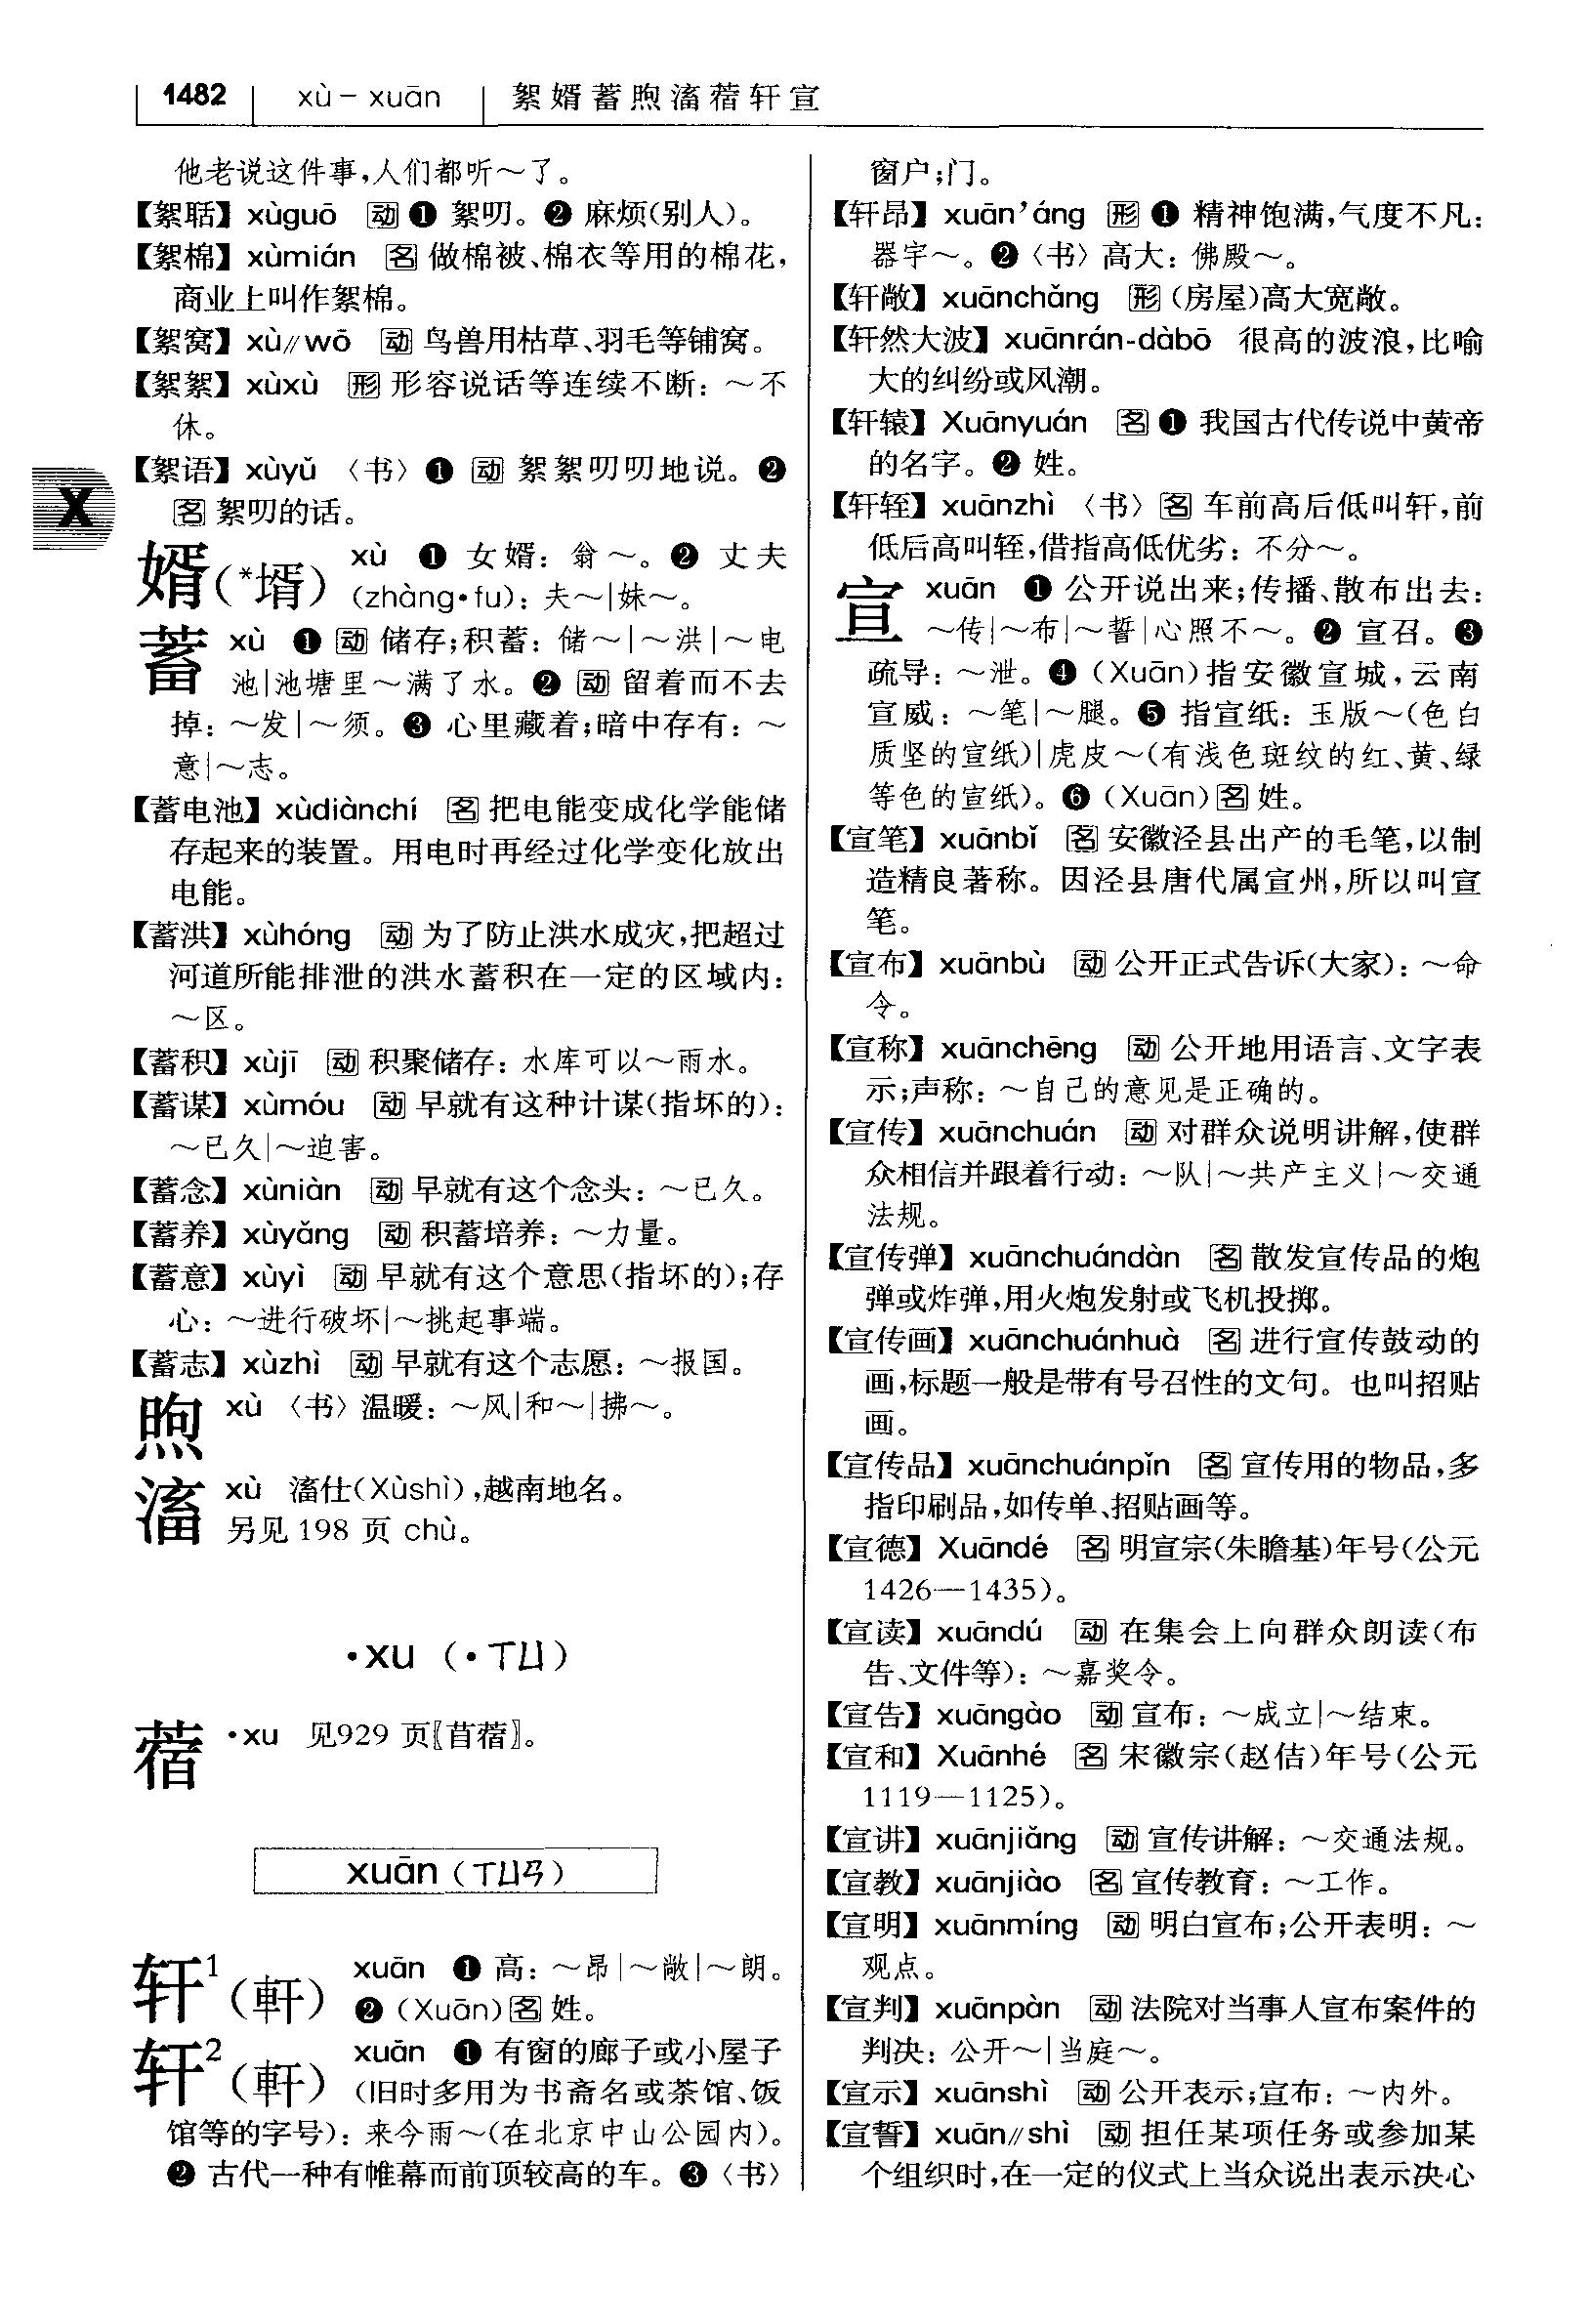 1482 xù – xuān 絮婿蓄煦滀蓿轩宣
他老说这件事,人们都听～了。
【絮聒】 xùguō 动 ❶ 絮叨。❷ 麻烦(别人)。
【絮棉】 xùmián 名 做棉被、棉衣等用的棉花,
商业上叫作絮棉。
【絮窝】 xù//wō 动 鸟兽用枯草、羽毛等铺窝。
【絮絮】 xùxù 形 形容说话等连续不断：～不
休。
【絮语】 xùyǔ 〈书〉❶ 动 絮絮叨叨地说。❷
名 絮叨的话。
X
婿(*壻) xù ❶ 女婿：翁～。❷ 丈夫
(zhàng•fu)：夫～|妹～。
蓄 xù ❶ 动 储存;积蓄：储～|～洪|～电
池|池塘里～满了水。❷ 动 留着而不去
掉：～发|～须。❸ 心里藏着;暗中存有：～
意|～志。
【蓄电池】 xùdiànchí 名 把电能变成化学能储
存起来的装置。用电时再经过化学变化放出
电能。
【蓄洪】 xùhóng 动 为了防止洪水成灾,把超过
河道所能排泄的洪水蓄积在一定的区域内：
～区。
【蓄积】 xùjī 动 积聚储存：水库可以～雨水。
【蓄谋】 xùmóu 动 早就有这种计谋(指坏的)：
～已久|～迫害。
【蓄念】 xùniàn 动 早就有这个念头：～已久。
【蓄养】 xùyǎng 动 积蓄培养：～力量。
【蓄意】 xùyì 动 早就有这个意思(指坏的);存
心：～进行破坏|～挑起事端。
【蓄志】 xùzhì 动 早就有这个志愿：～报国。
煦 xù 〈书〉温暖：～风|和～|拂～。
滀 xù 滀仕(Xùshì),越南地名。
另见 198 页 chù。
•xu (•ㄒㄩ)
蓿 •xu 见929 页〖苜蓿〗。
xuān (ㄒㄩㄢ)
轩1(軒) xuān ❶ 高：～昂|～敞|～朗。
❷ (Xuān) 名 姓。
轩2(軒) xuān ❶ 有窗的廊子或小屋子
(旧时多用为书斋名或茶馆、饭
馆等的字号)：来今雨～(在北京中山公园内)。
❷ 古代一种有帷幕而前顶较高的车。❸〈书〉
窗户;门。
【轩昂】 xuān’áng 形 ❶ 精神饱满,气度不凡：
器宇～。❷〈书〉高大：佛殿～。
【轩敞】 xuānchǎng 形 (房屋)高大宽敞。
【轩然大波】 xuānrán-dàbō 很高的波浪,比喻
大的纠纷或风潮。
【轩辕】 Xuānyuán 名 ❶ 我国古代传说中黄帝
的名字。❷ 姓。
【轩轾】 xuānzhì 〈书〉名 车前高后低叫轩,前
低后高叫轾,借指高低优劣：不分～。
宣 xuān ❶ 公开说出来;传播、散布出去：
～传|～布|～誓|心照不～。❷ 宣召。❸
疏导：～泄。❹ (Xuān)指安徽宣城,云南
宣威：～笔|～腿。❺ 指宣纸：玉版～(色白
质坚的宣纸)|虎皮～(有浅色斑纹的红、黄、绿
等色的宣纸)。❻ (Xuān) 名 姓。
【宣笔】 xuānbǐ 名 安徽泾县出产的毛笔,以制
造精良著称。因泾县唐代属宣州,所以叫宣
笔。
【宣布】 xuānbù 动 公开正式告诉(大家)：～命
令。
【宣称】 xuānchēng 动 公开地用语言、文字表
示;声称：～自己的意见是正确的。
【宣传】 xuānchuán 动 对群众说明讲解,使群
众相信并跟着行动：～队|～共产主义|～交通
法规。
【宣传弹】 xuānchuándàn 名 散发宣传品的炮
弹或炸弹,用火炮发射或飞机投掷。
【宣传画】 xuānchuánhuà 名 进行宣传鼓动的
画,标题一般是带有号召性的文句。也叫招贴
画。
【宣传品】 xuānchuánpǐn 名 宣传用的物品,多
指印刷品,如传单、招贴画等。
【宣德】 Xuāndé 名 明宣宗(朱瞻基)年号(公元
1426—1435)。
【宣读】 xuāndú 动 在集会上向群众朗读(布
告、文件等)：～嘉奖令。
【宣告】 xuāngào 动 宣布：～成立|～结束。
【宣和】 Xuānhé 名 宋徽宗(赵佶)年号(公元
1119—1125)。
【宣讲】 xuānjiǎng 动 宣传讲解：～交通法规。
【宣教】 xuānjiào 名 宣传教育：～工作。
【宣明】 xuānmíng 动 明白宣布;公开表明：～
观点。
【宣判】 xuānpàn 动 法院对当事人宣布案件的
判决：公开～|当庭～。
【宣示】 xuānshì 动 公开表示;宣布：～内外。
【宣誓】 xuān//shì 动 担任某项任务或参加某
个组织时,在一定的仪式上当众说出表示决心